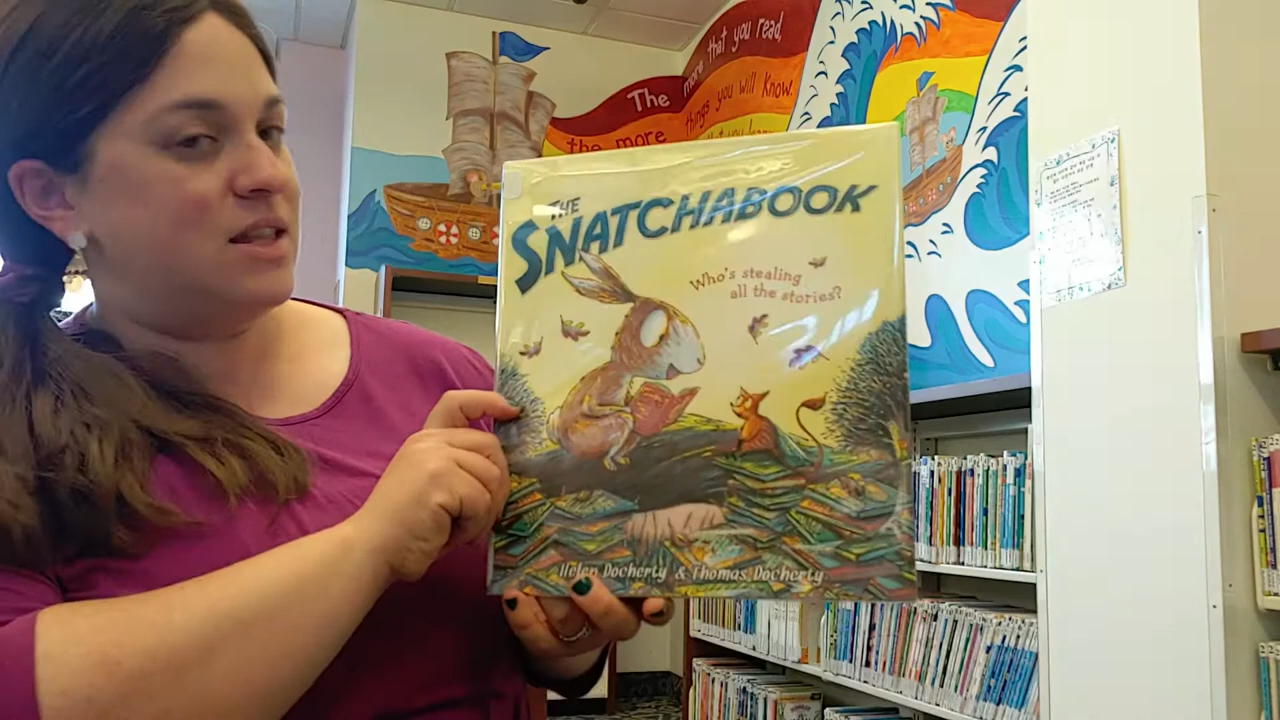 The more that you read,
the more things you will know.
THE
SNATCHABOOK
Who's stealing
all the stories?
Helen Docherty & Thomas Docherty